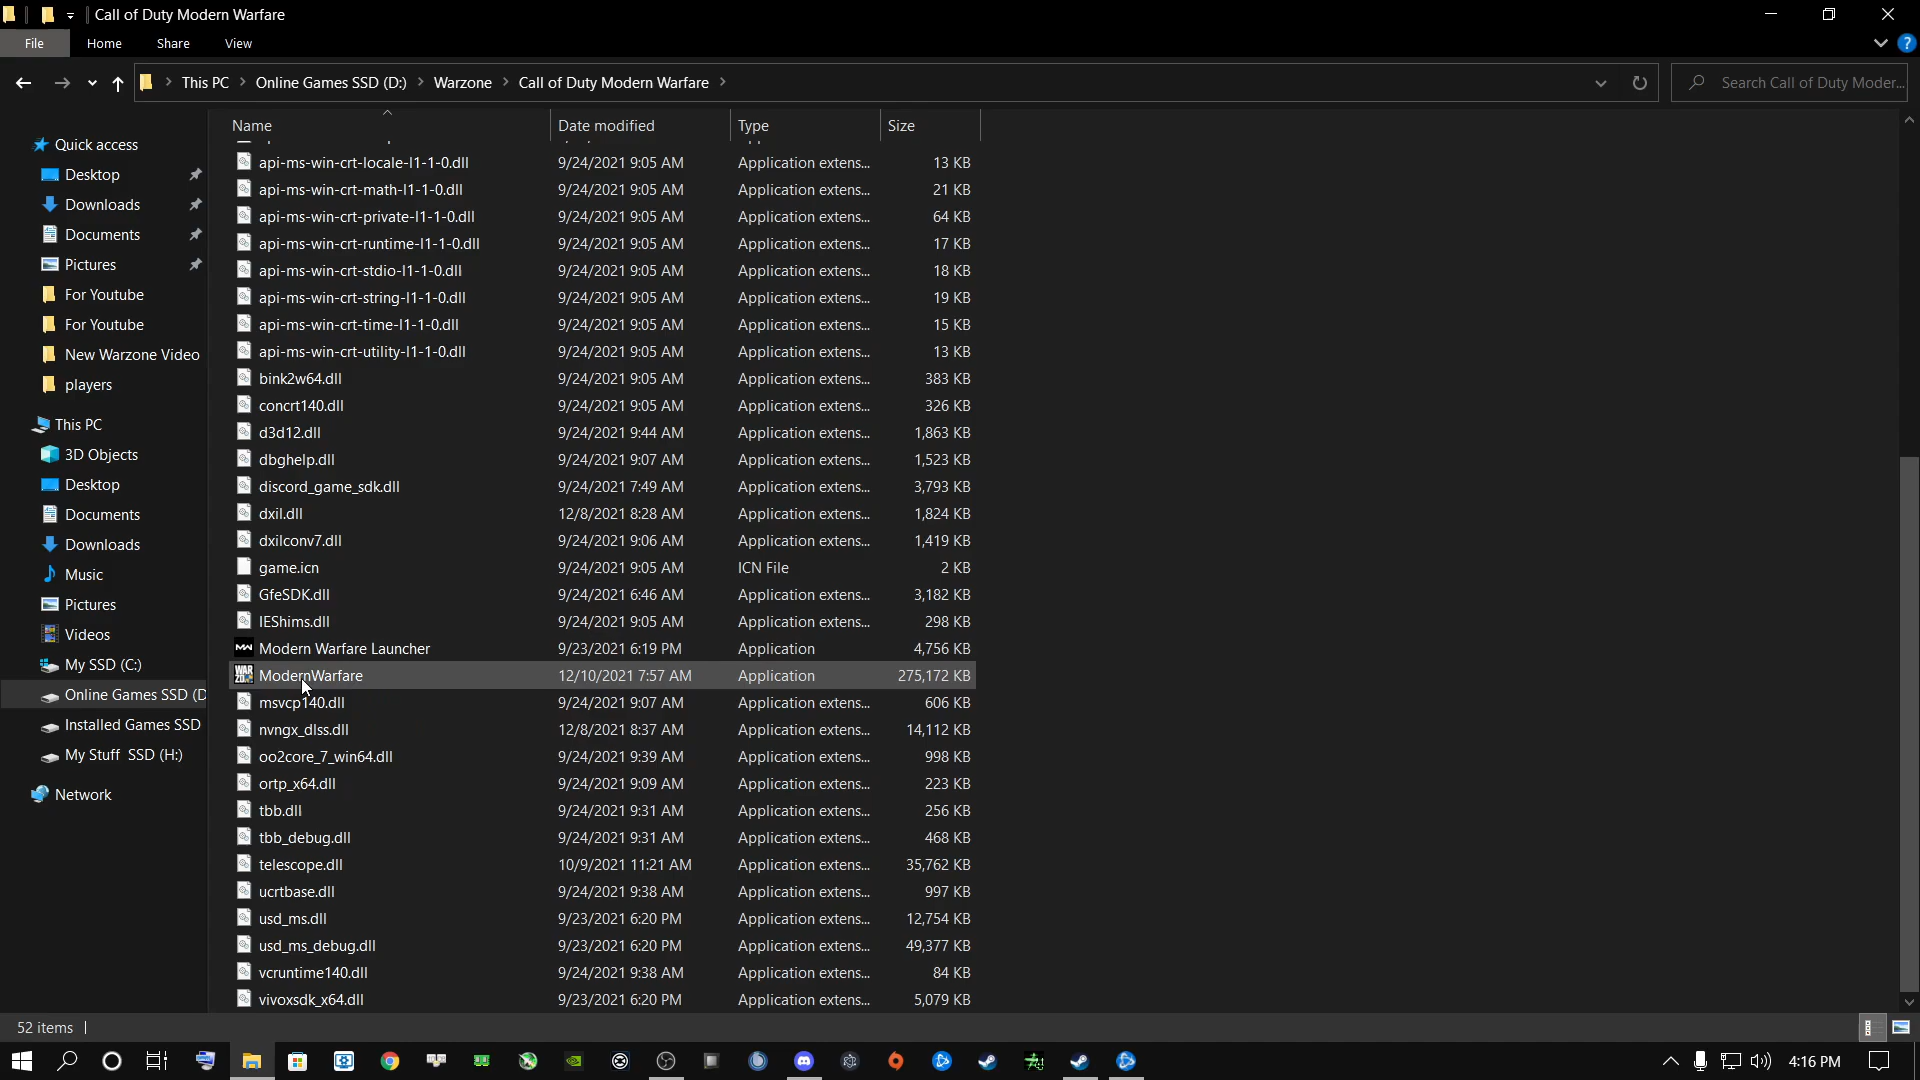 Call of Duty Modern Warfare
File Home Share View
This PC Online Games SSD (D:) Warzone Call of Duty Modern Warfare Search Call of Duty Moder...
Name Date modified Type Size
Quick access
Desktop
Downloads
Documents
Pictures
For Youtube
For Youtube
New Warzone Video
players
This PC
3D Objects
Desktop
Documents
Downloads
Music
Pictures
Videos
My SSD (C:)
Online Games SSD (D
Installed Games SSD
My Stuff SSD (H:)
Network
api-ms-win-crt-locale-l1-1-0.dll 9/24/2021 9:05 AM Application extens... 13 KB
api-ms-win-crt-math-l1-1-0.dll 9/24/2021 9:05 AM Application extens... 21 KB
api-ms-win-crt-private-l1-1-0.dll 9/24/2021 9:05 AM Application extens... 64 KB
api-ms-win-crt-runtime-l1-1-0.dll 9/24/2021 9:05 AM Application extens... 17 KB
api-ms-win-crt-stdio-l1-1-0.dll 9/24/2021 9:05 AM Application extens... 18 KB
api-ms-win-crt-string-l1-1-0.dll 9/24/2021 9:05 AM Application extens... 19 KB
api-ms-win-crt-time-l1-1-0.dll 9/24/2021 9:05 AM Application extens... 15 KB
api-ms-win-crt-utility-l1-1-0.dll 9/24/2021 9:05 AM Application extens... 13 KB
bink2w64.dll 9/24/2021 9:05 AM Application extens... 383 KB
concrt140.dll 9/24/2021 9:05 AM Application extens... 326 KB
d3d12.dll 9/24/2021 9:44 AM Application extens... 1,863 KB
dbghelp.dll 9/24/2021 9:07 AM Application extens... 1,523 KB
discord_game_sdk.dll 9/24/2021 7:49 AM Application extens... 3,793 KB
dxil.dll 12/8/2021 8:28 AM Application extens... 1,824 KB
dxilconv7.dll 9/24/2021 9:06 AM Application extens... 1,419 KB
game.icn 9/24/2021 9:05 AM ICN File 2 KB
GfeSDK.dll 9/24/2021 6:46 AM Application extens... 3,182 KB
IEShims.dll 9/24/2021 9:05 AM Application extens... 298 KB
Modern Warfare Launcher 9/23/2021 6:19 PM Application 4,756 KB
ModernWarfare 12/10/2021 7:57 AM Application 275,172 KB
msvcp140.dll 9/24/2021 9:07 AM Application extens... 606 KB
nvngx_dlss.dll 12/8/2021 8:37 AM Application extens... 14,112 KB
oo2core_7_win64.dll 9/24/2021 9:39 AM Application extens... 998 KB
ortp_x64.dll 9/24/2021 9:09 AM Application extens... 223 KB
tbb.dll 9/24/2021 9:31 AM Application extens... 256 KB
tbb_debug.dll 9/24/2021 9:31 AM Application extens... 468 KB
telescope.dll 10/9/2021 11:21 AM Application extens... 35,762 KB
ucrtbase.dll 9/24/2021 9:38 AM Application extens... 997 KB
usd_ms.dll 9/23/2021 6:20 PM Application extens... 12,754 KB
usd_ms_debug.dll 9/23/2021 6:20 PM Application extens... 49,377 KB
vcruntime140.dll 9/24/2021 9:38 AM Application extens... 84 KB
vivoxsdk_x64.dll 9/23/2021 6:20 PM Application extens... 5,079 KB
52 items
4:16 PM